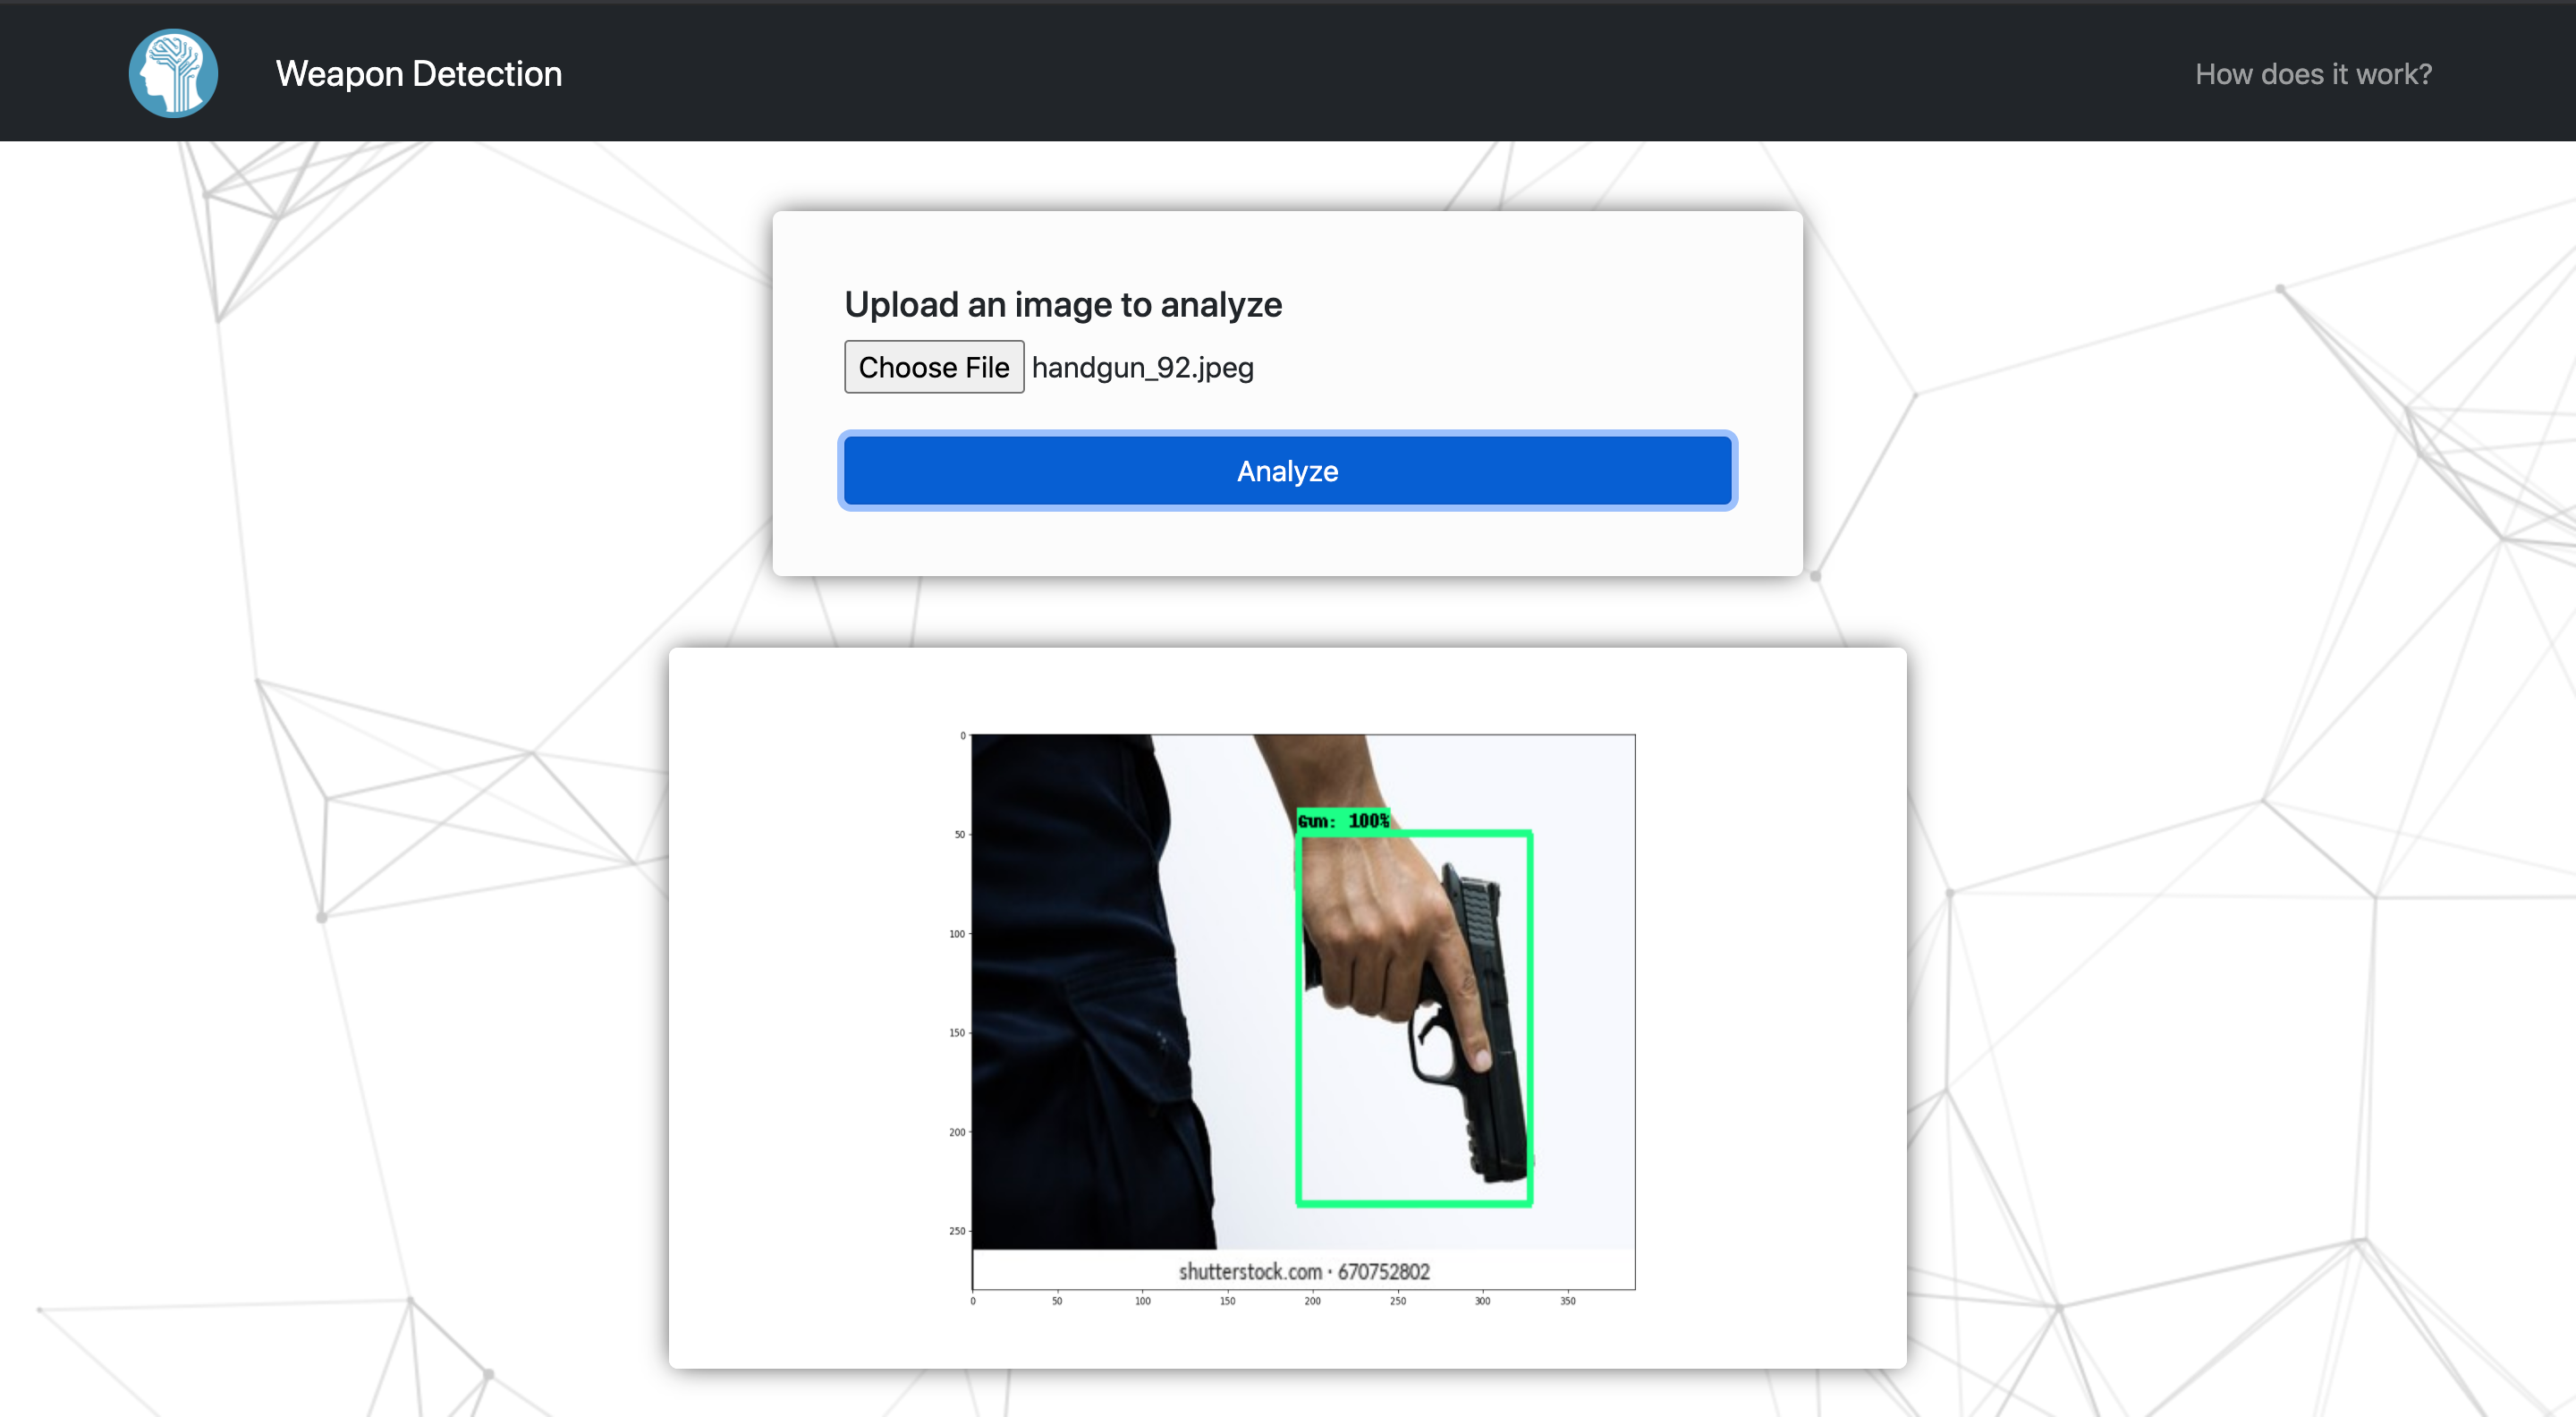 Weapon Detection
How does it work?
Upload an image to analyze
Choose File handgun_92.jpeg
Analyze
0
Gun: 100%
50
100
150
200
250
shutterstock.com · 670752802
0 50 100 150 200 250 300 350